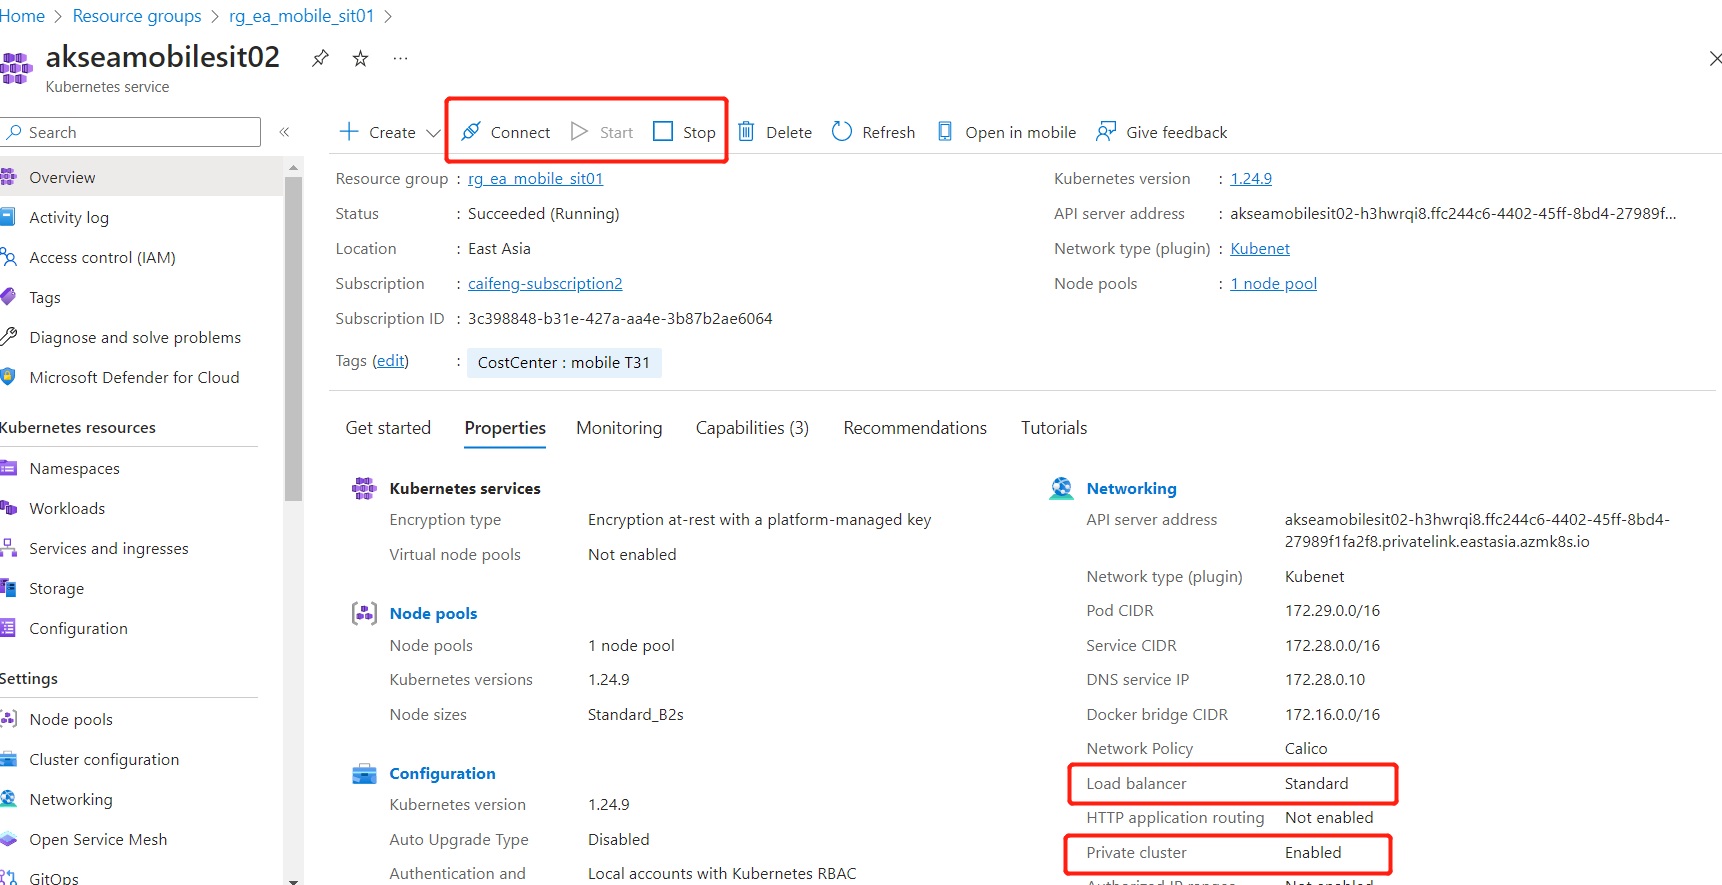 Home > Resource groups > rg_ea_mobile_sit01 >
akseamobilesit02 ...
Kubernetes service
Search «
Create Connect Start Stop Delete Refresh Open in mobile Give feedback
Overview
Activity log
Access control (IAM)
Tags
Diagnose and solve problems
Microsoft Defender for Cloud
Kubernetes resources
Namespaces
Workloads
Services and ingresses
Storage
Configuration
Settings
Node pools
Cluster configuration
Networking
Open Service Mesh
GitOps
Resource group : rg_ea_mobile_sit01
Status : Succeeded (Running)
Location : East Asia
Subscription : caifeng-subscription2
Subscription ID : 3c398848-b31e-427a-aa4e-3b87b2ae6064
Tags (edit) : CostCenter : mobile T31
Kubernetes version : 1.24.9
API server address : akseamobilesit02-h3hwrqi8.ffc244c6-4402-45ff-8bd4-27989f...
Network type (plugin) : Kubenet
Node pools : 1 node pool
Get started Properties Monitoring Capabilities (3) Recommendations Tutorials
Kubernetes services
Encryption type Encryption at-rest with a platform-managed key
Virtual node pools Not enabled
Node pools
Node pools 1 node pool
Kubernetes versions 1.24.9
Node sizes Standard_B2s
Configuration
Kubernetes version 1.24.9
Auto Upgrade Type Disabled
Authentication and Local accounts with Kubernetes RBAC
Networking
API server address akseamobilesit02-h3hwrqi8.ffc244c6-4402-45ff-8bd4-
27989f1fa2f8.privatelink.eastasia.azmk8s.io
Network type (plugin) Kubenet
Pod CIDR 172.29.0.0/16
Service CIDR 172.28.0.0/16
DNS service IP 172.28.0.10
Docker bridge CIDR 172.16.0.0/16
Network Policy Calico
Load balancer Standard
HTTP application routing Not enabled
Private cluster Enabled
Authorized IP ranges Not enabled